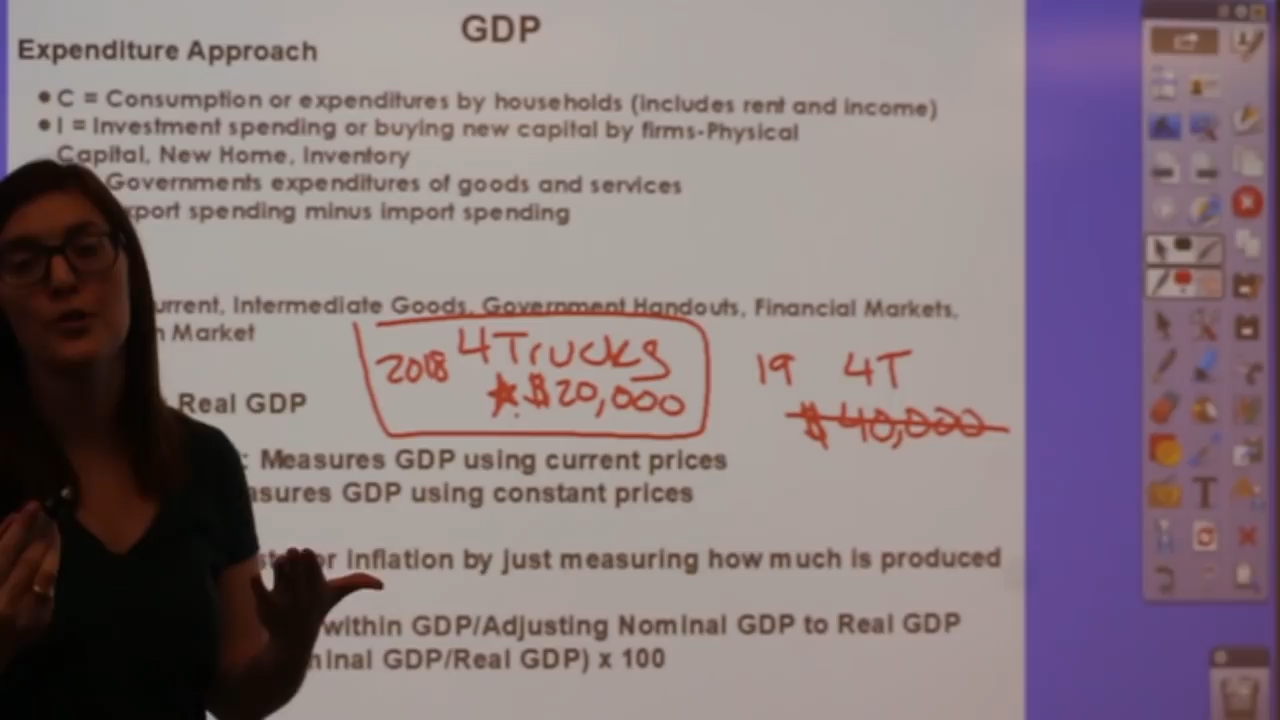 GDP
Expenditure Approach
• C = Consumption or expenditures by households (includes rent and income)
• I = Investment spending or buying new capital by firms-Physical
Capital, New Home, Inventory
Governments expenditures of goods and services
xport spending minus import spending
urrent, Intermediate Goods, Government Handouts, Financial Markets,
Market
2018 4 Trucks
$20,000
19 4T
$40,000
Real GDP
: Measures GDP using current prices
asures GDP using constant prices
or inflation by just measuring how much is produced
within GDP/Adjusting Nominal GDP to Real GDP
inal GDP/Real GDP) x 100